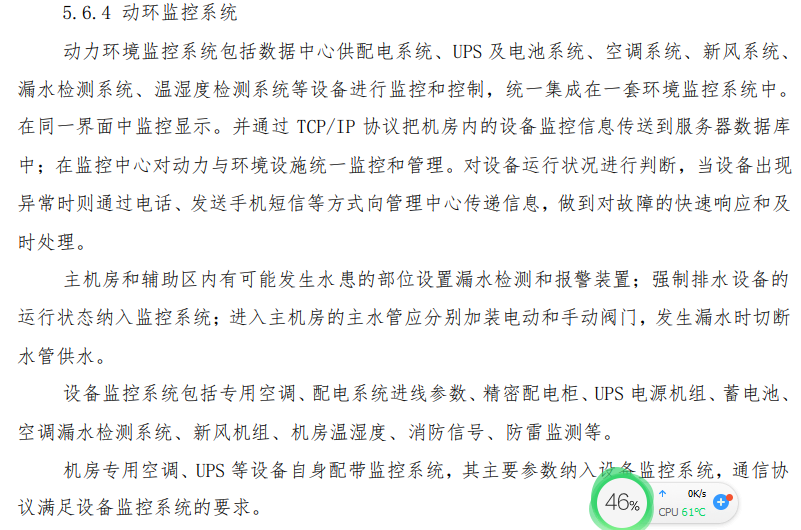 5.6.4 动环监控系统
动力环境监控系统包括数据中心供配电系统、UPS 及电池系统、空调系统、新风系统、
漏水检测系统、温湿度检测系统等设备进行监控和控制，统一集成在一套环境监控系统中。
在同一界面中监控显示。并通过 TCP/IP 协议把机房内的设备监控信息传送到服务器数据库
中；在监控中心对动力与环境设施统一监控和管理。对设备运行状况进行判断，当设备出现
异常时则通过电话、发送手机短信等方式向管理中心传递信息，做到对故障的快速响应和及
时处理。
主机房和辅助区内有可能发生水患的部位设置漏水检测和报警装置；强制排水设备的
运行状态纳入监控系统；进入主机房的主水管应分别加装电动和手动阀门，发生漏水时切断
水管供水。
设备监控系统包括专用空调、配电系统进线参数、精密配电柜、UPS 电源机组、蓄电池、
空调漏水检测系统、新风机组、机房温湿度、消防信号、防雷监测等。
机房专用空调、UPS 等设备自身配带监控系统，其主要参数纳入设备监控系统，通信协
议满足设备监控系统的要求。
46%
↑ 0K/s
CPU 61℃